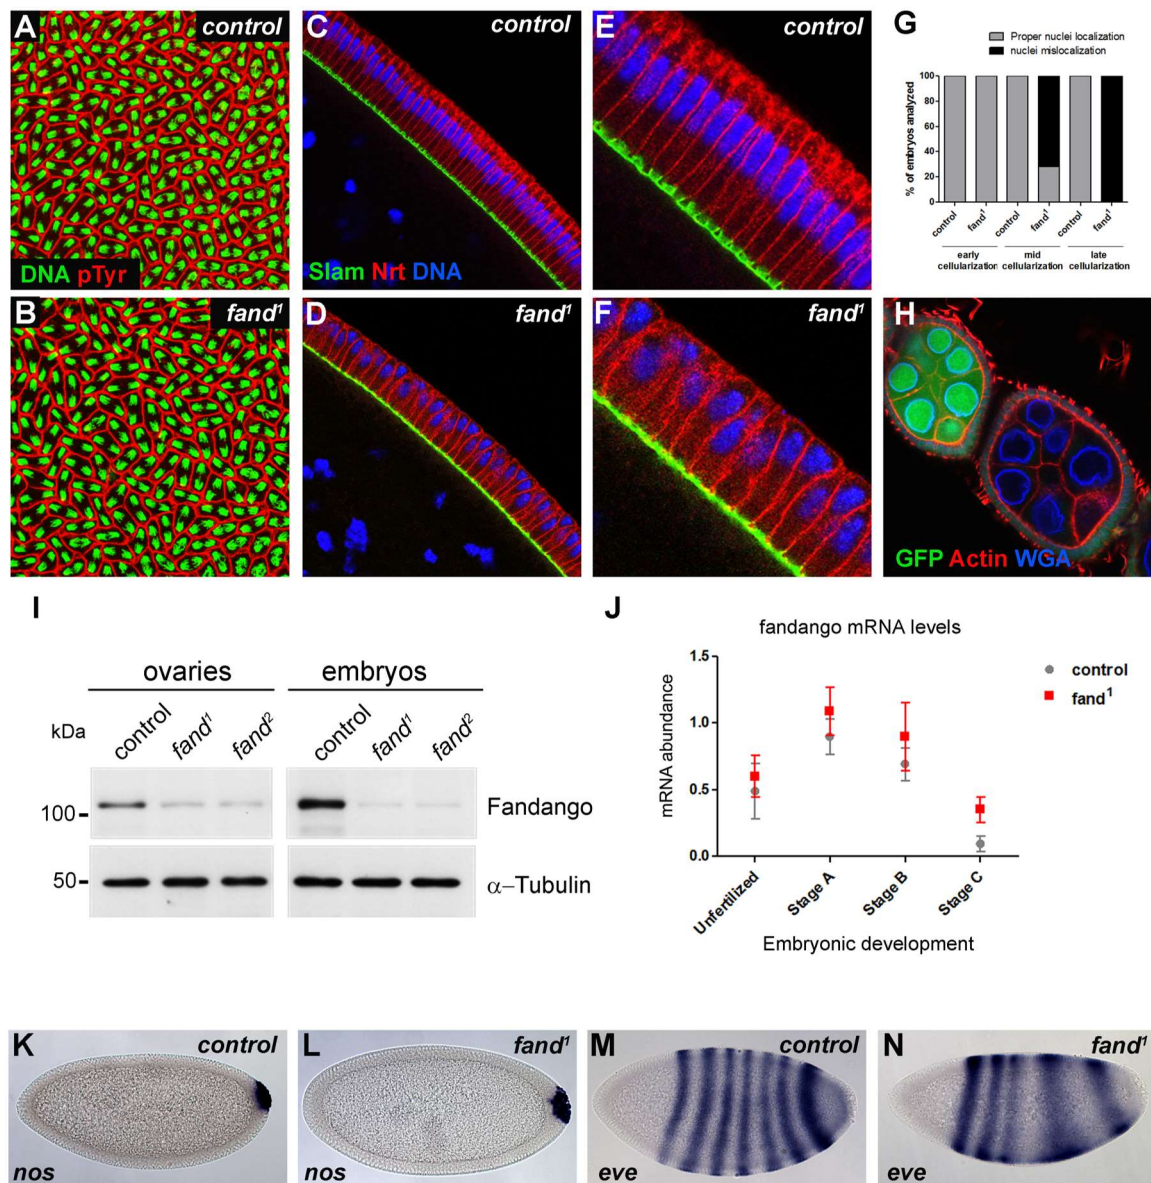 A control
DNA pTyr
B fand¹
C control
Slam Nrt DNA
D fand¹
E control
F fand¹
G
Proper nuclei localization
nuclei mislocalization
% of embryos analyzed
100
80
60
40
20
0
control fand¹ control fand¹ control fand¹
early cellularization
mid cellularization
late cellularization
H
GFP Actin WGA
I
ovaries embryos
kDa control fand¹ fand² control fand¹ fand²
100 Fandango
50 α–Tubulin
J
fandango mRNA levels
control
fand¹
mRNA abundance
1.5
1.0
0.5
0.0
Unfertilized Stage A Stage B Stage C
Embryonic development
K control
nos
L fand¹
nos
M control
eve
N fand¹
eve